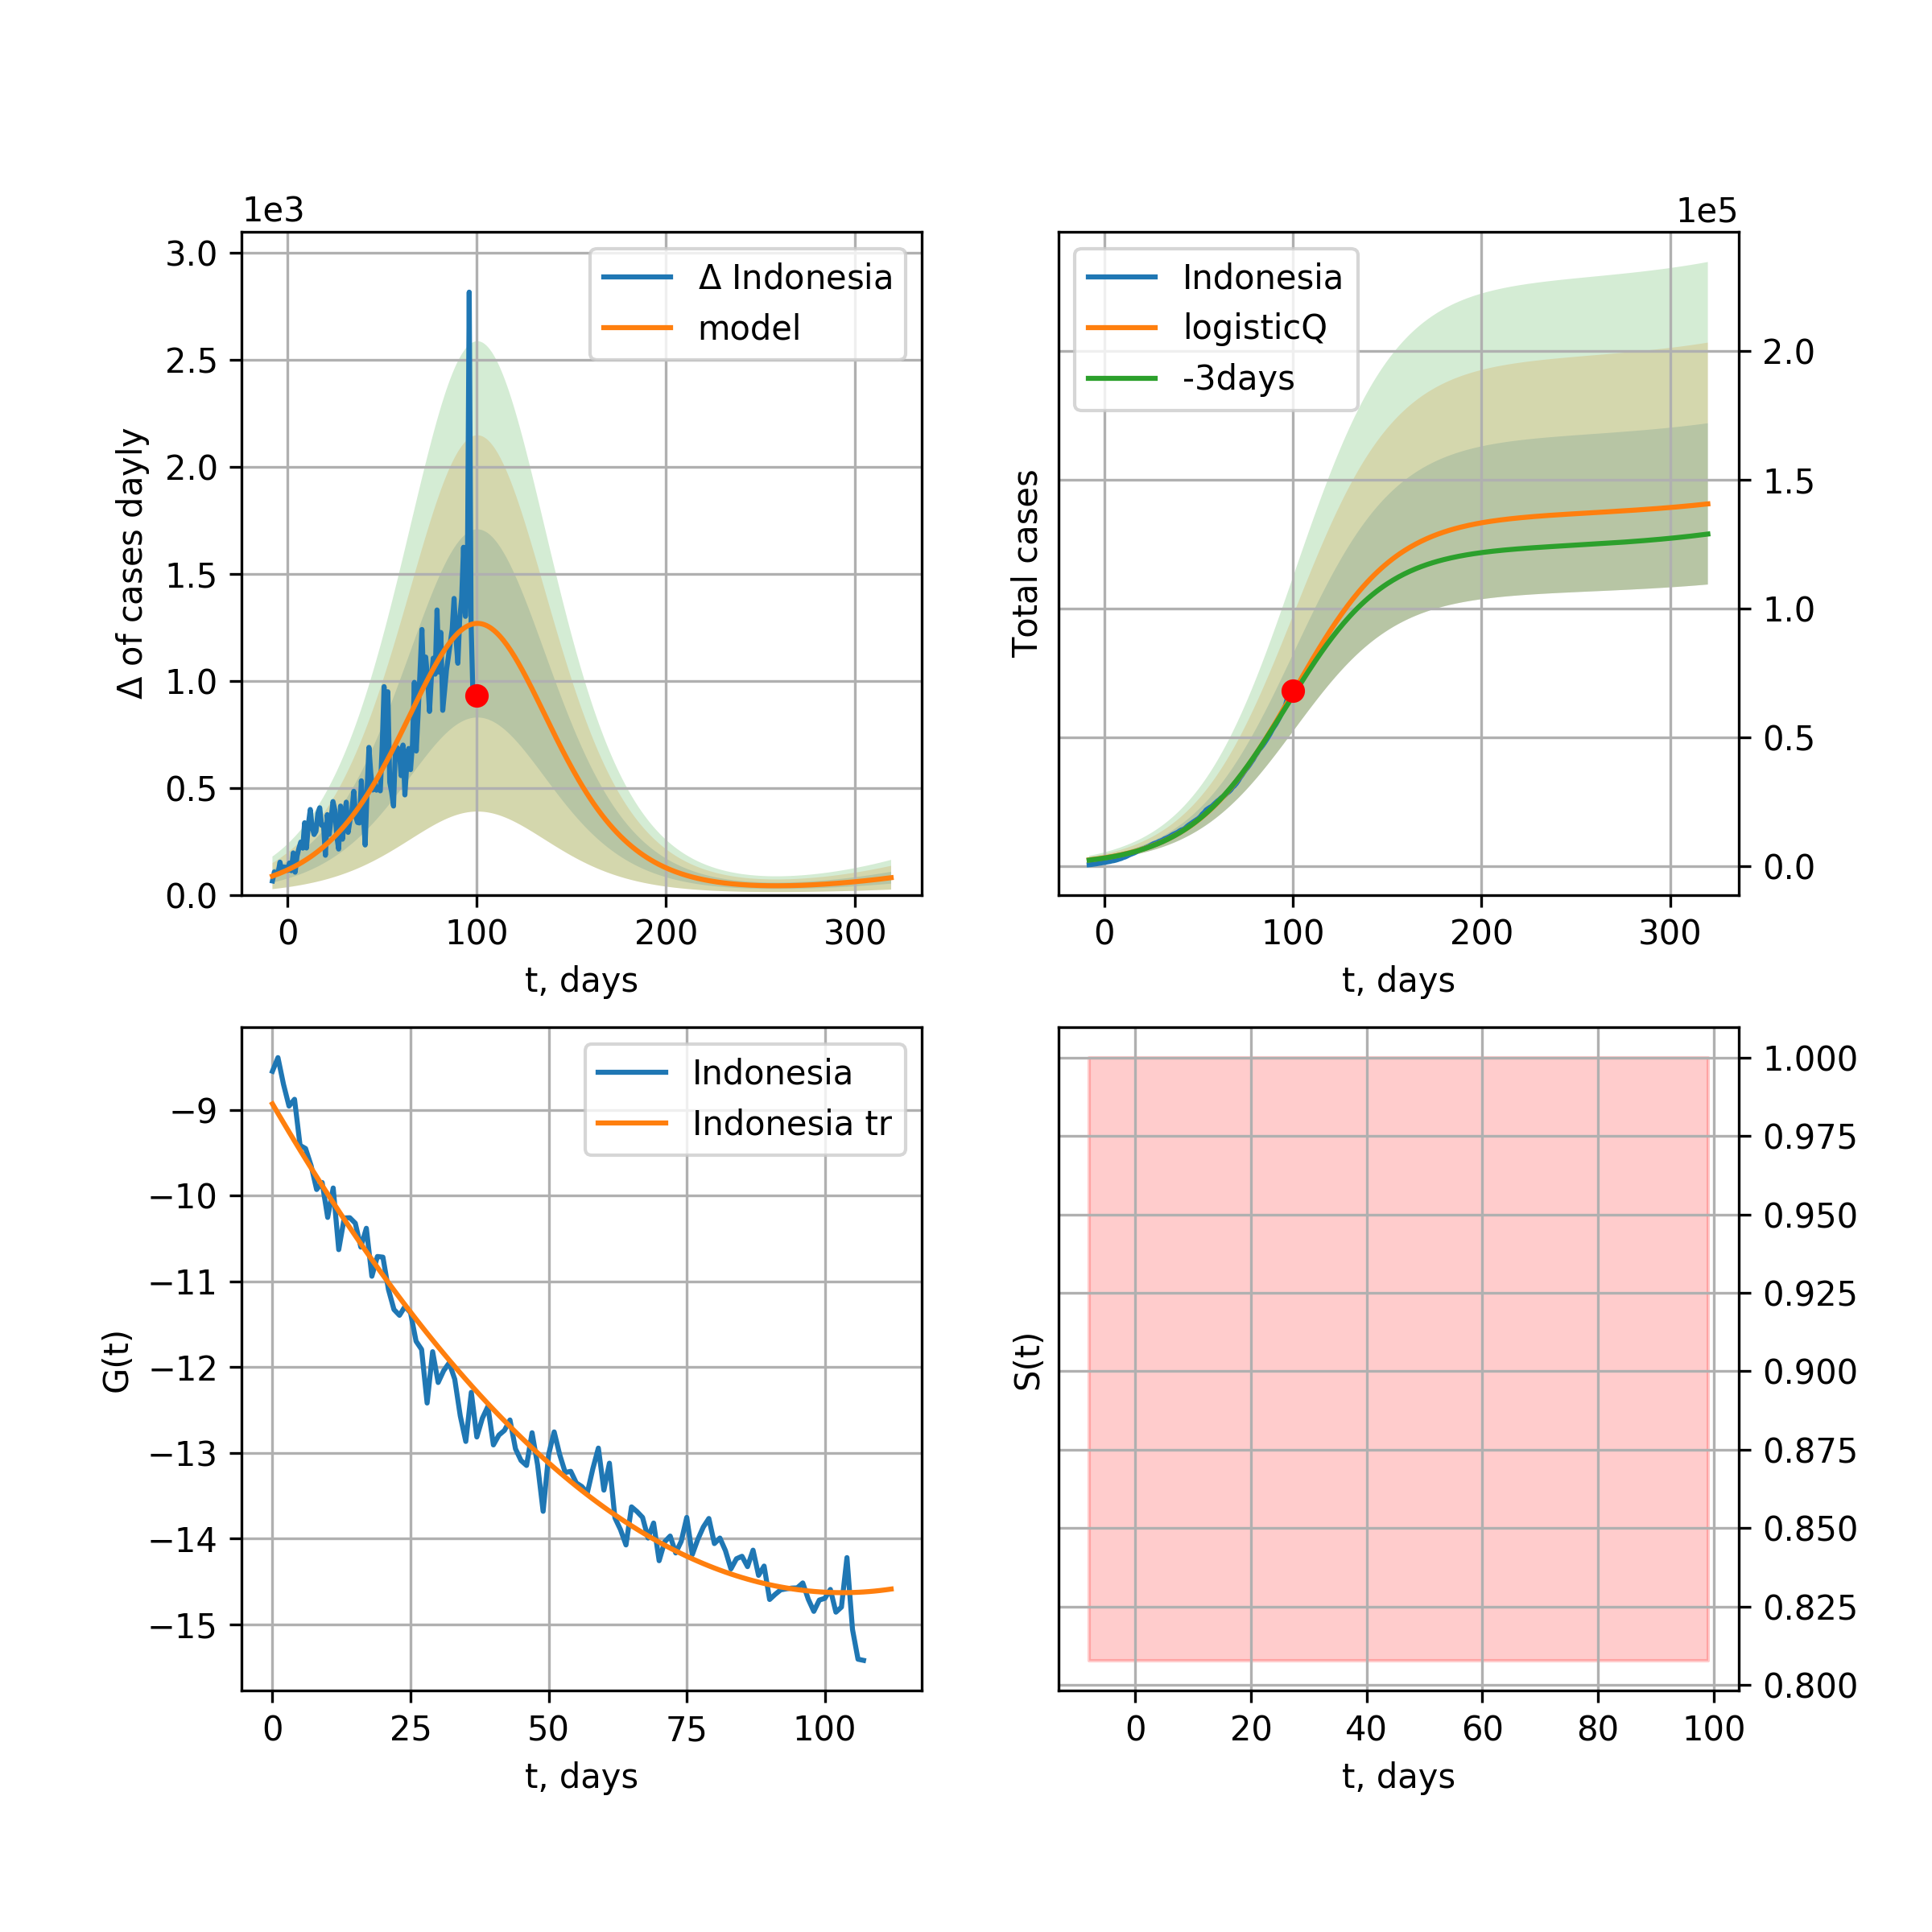 1e3
3.0
2.5
2.0
1.5
1.0
0.5
0.0
Δ of cases dayly
Δ Indonesia
model
0 100 200 300
t, days
1e5
Indonesia
logisticQ
-3days
Total cases
2.0
1.5
1.0
0.5
0.0
0 100 200 300
t, days
−9
−10
−11
−12
−13
−14
−15
G(t)
Indonesia
Indonesia tr
0 25 50 75 100
t, days
S(t)
1.000
0.975
0.950
0.925
0.900
0.875
0.850
0.825
0.800
0 20 40 60 80 100
t, days